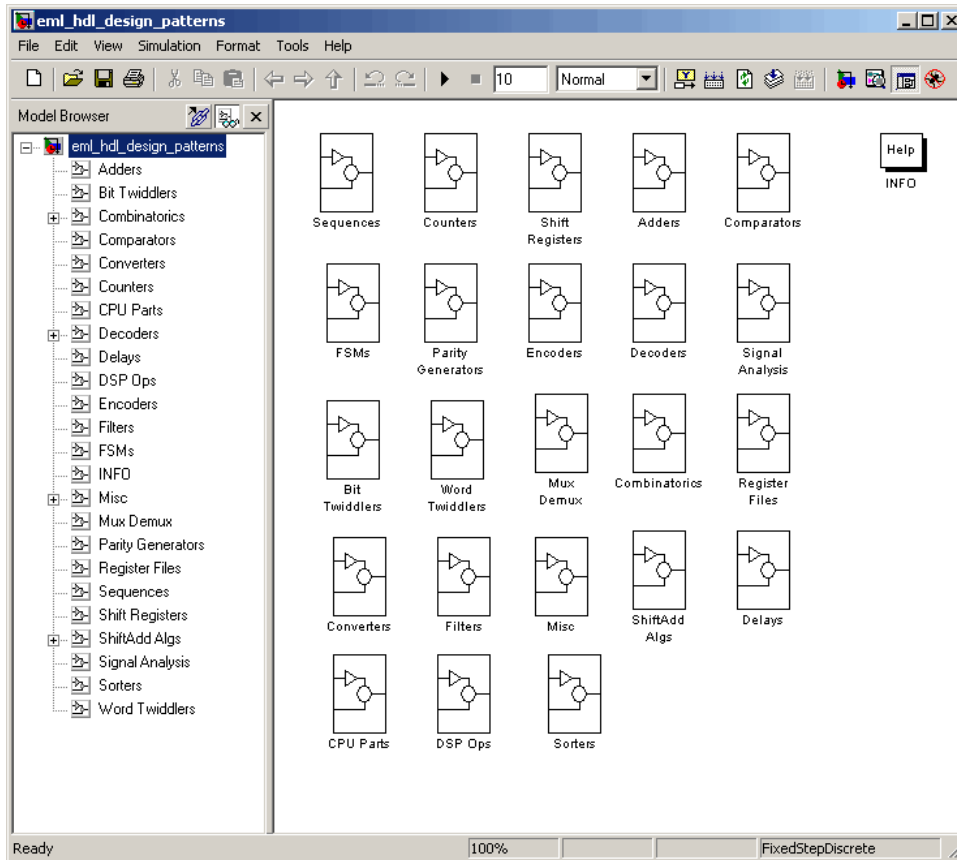 eml_hdl_design_patterns
File Edit View Simulation Format Tools Help
10 Normal
Model Browser
eml_hdl_design_patterns
Adders
Bit Twiddlers
Combinatorics
Comparators
Converters
Counters
CPU Parts
Decoders
Delays
DSP Ops
Encoders
Filters
FSMs
INFO
Misc
Mux Demux
Parity Generators
Register Files
Sequences
Shift Registers
ShiftAdd Algs
Signal Analysis
Sorters
Word Twiddlers
Help
INFO
Sequences Counters Shift Adders Comparators
Registers
FSMs Parity Encoders Decoders Signal
Generators Analysis
Bit Word Mux Combinatorics Register
Twiddlers Twiddlers Demux Files
Converters Filters Misc ShiftAdd Delays
Algs
CPU Parts DSP Ops Sorters
Ready 100% FixedStepDiscrete